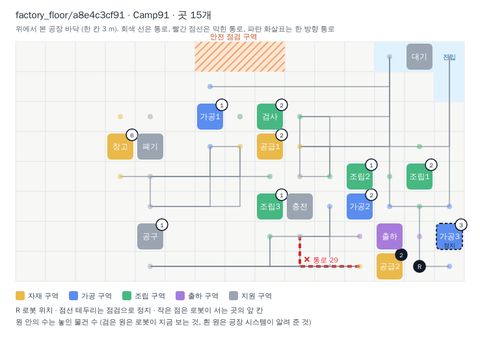 factory_floor/a8e4c3cf91 · Camp91 · 곳 15개
위에서 본 공장 바닥 (한 칸 3 m). 회색 선은 통로, 빨간 점선은 막힌 통로, 파란 화살표는 한 방향 통로
안전 점검 구역
대기
1
2
가공1
검사
6
2
창고
폐기
공급1
1
2
조립2
조립1
1
2
조립3
충전
가공2
1
3
공구
출하
가공3
✕ 통로 29
2
공급2
R
자재 구역
가공 구역
조립 구역
출하 구역
지원 구역
R 로봇 위치 · 점선 테두리는 점검으로 정지 · 작은 점은 로봇이 서는 곳의 앞 칸
원 안의 수는 놓인 물건 수 (검은 원은 로봇이 지금 보는 것, 흰 원은 공장 시스템이 알려 준 것)